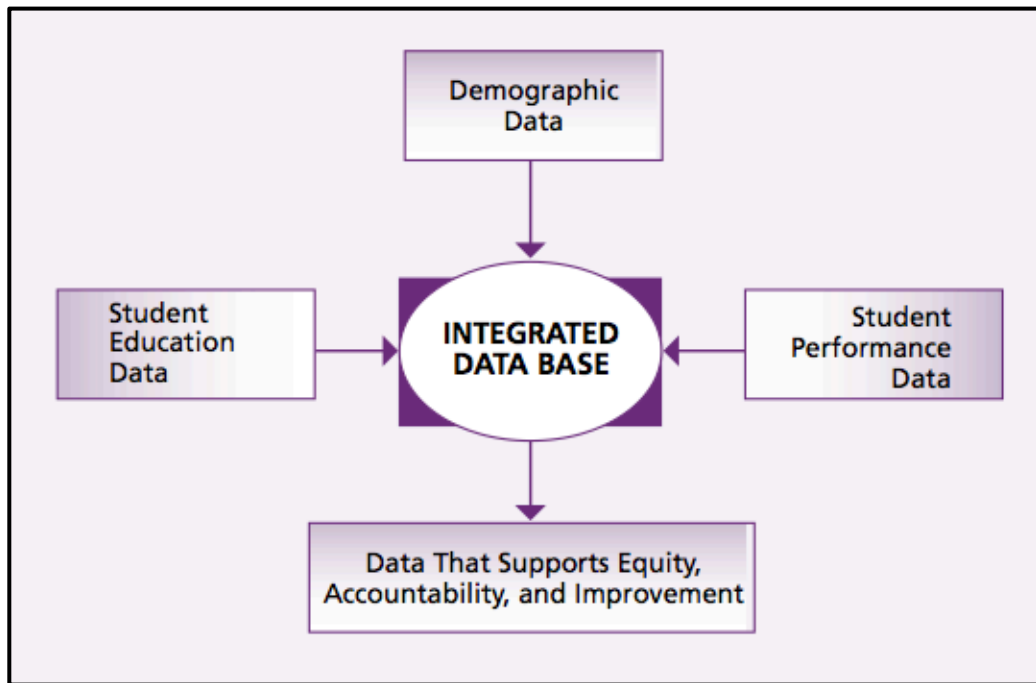 Demographic
Data
Student
Education
Data
INTEGRATED
DATA BASE
Student
Performance
Data
Data That Supports Equity,
Accountability, and Improvement